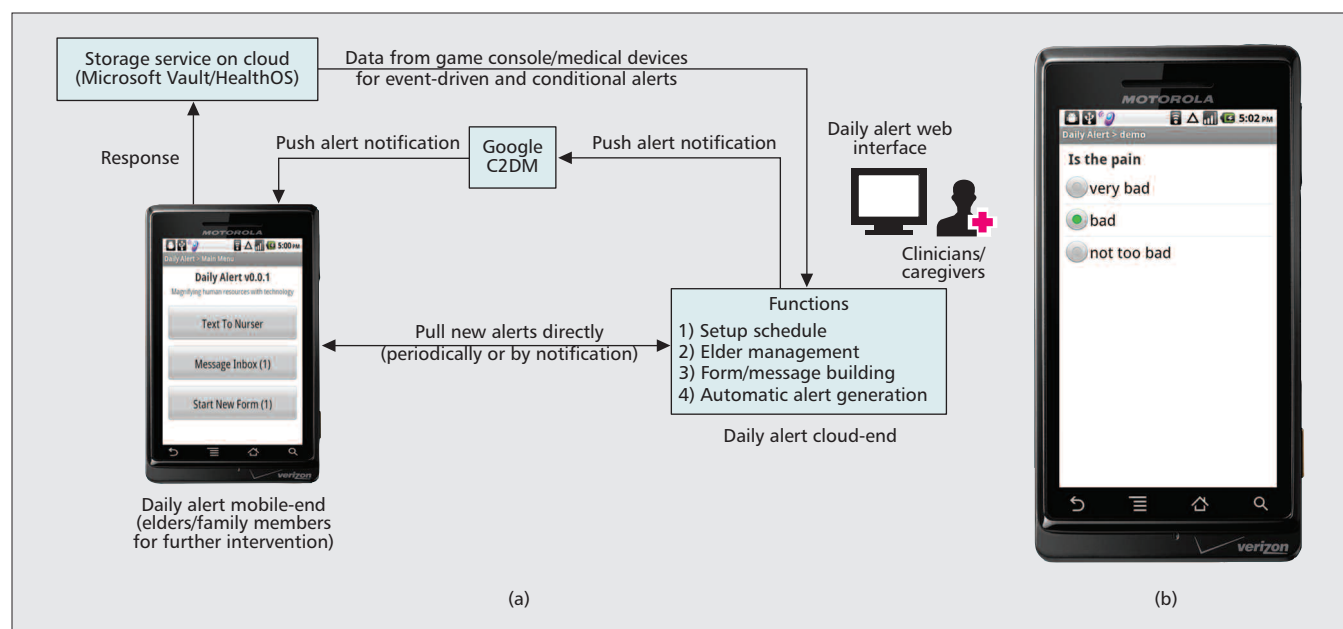 Storage service on cloud
(Microsoft Vault/HealthOS)
Data from game console/medical devices
for event-driven and conditional alerts
Response
Push alert notification
Google
C2DM
Push alert notification
Daily alert web
interface
Clinicians/
caregivers
MOTOROLA
5:00 PM
Daily Alert > Main Menu
Daily Alert v0.0.1
Magnifying human resources with technology
Text To Nurser
Message Inbox (1)
Start New Form (1)
verizon
Daily alert mobile-end
(elders/family members
for further intervention)
Pull new alerts directly
(periodically or by notification)
Functions
1) Setup schedule
2) Elder management
3) Form/message building
4) Automatic alert generation
Daily alert cloud-end
(a)
MOTOROLA
5:02 PM
Daily Alert > demo
Is the pain
very bad
bad
not too bad
verizon
(b)